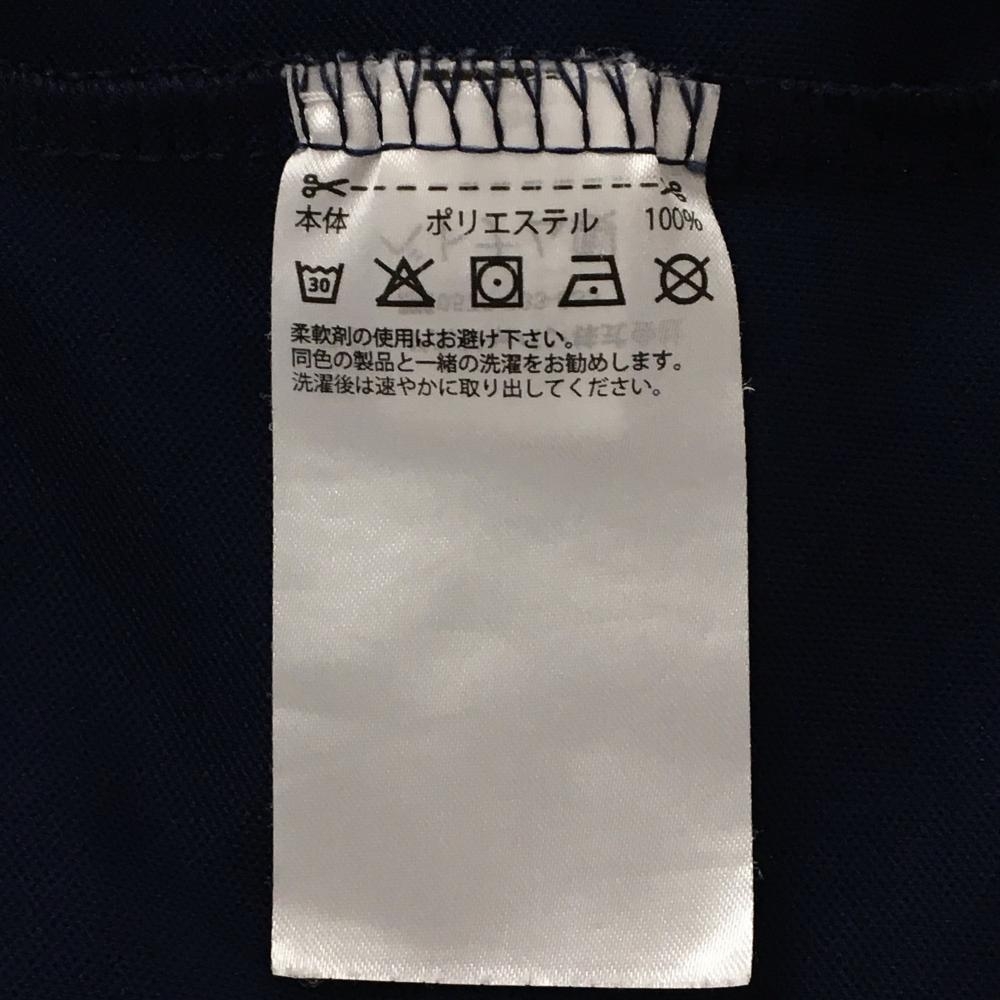 本体 ポリエステル 100%
30
柔軟剤の使用はお避け下さい。
同色の製品と一緒の洗濯をお勧めします。
洗濯後は速やかに取り出してください。